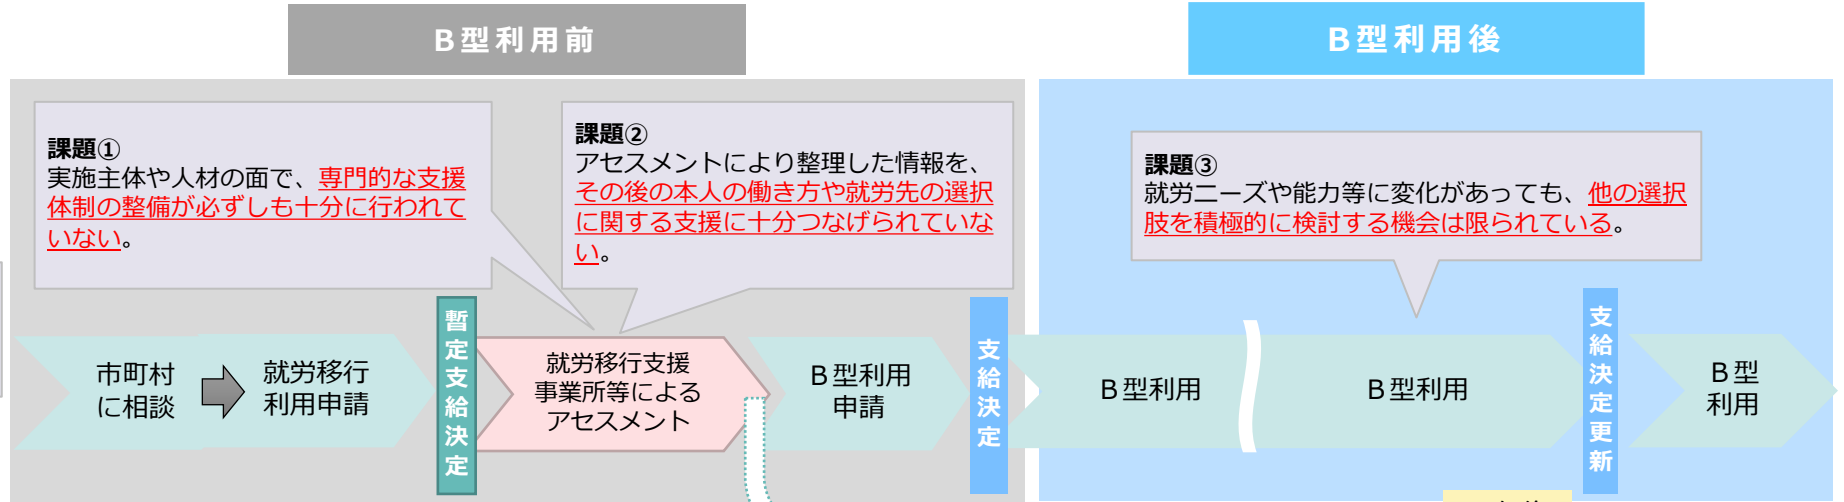 Ｂ型利用前
Ｂ型利用後
課題①
実施主体や人材の面で、専門的な支援
体制の整備が必ずしも十分に行われて
いない。
課題②
アセスメントにより整理した情報を、
その後の本人の働き方や就労先の選択
に関する支援に十分つなげられていな
い。
課題③
就労ニーズや能力等に変化があっても、他の選択
肢を積極的に検討する機会は限られている。
市町村
に相談
就労移行
利用申請
暫定支給決定
就労移行支援
事業所等による
アセスメント
Ｂ型利用
申請
支給決定
Ｂ型利用
Ｂ型利用
支給決定更新
Ｂ型
利用